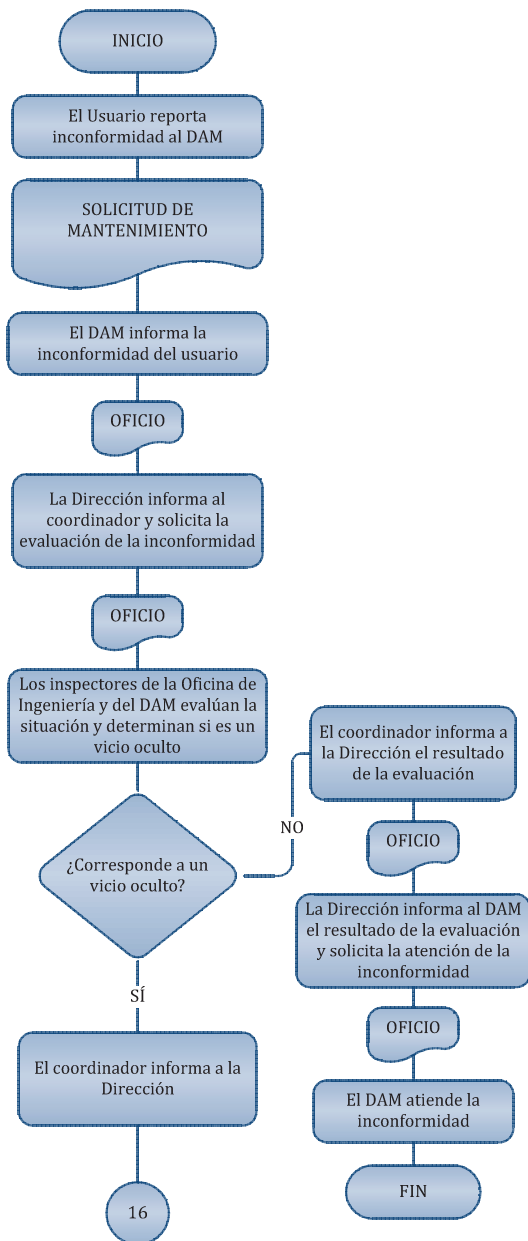 INICIO
El Usuario reporta
inconformidad al DAM
SOLICITUD DE
MANTENIMIENTO
El DAM informa la
inconformidad del usuario
OFICIO
La Dirección informa al
coordinador y solicita la
evaluación de la inconformidad
OFICIO
Los inspectores de la Oficina de
Ingeniería y del DAM evalúan la
situación y determinan si es un
vicio oculto
¿Corresponde a un
vicio oculto?
SÍ
El coordinador informa a la
Dirección
16
NO
El coordinador informa a
la Dirección el resultado
de la evaluación
OFICIO
La Dirección informa al DAM
el resultado de la evaluación
y solicita la atención de la
inconformidad
OFICIO
El DAM atiende la
inconformidad
FIN